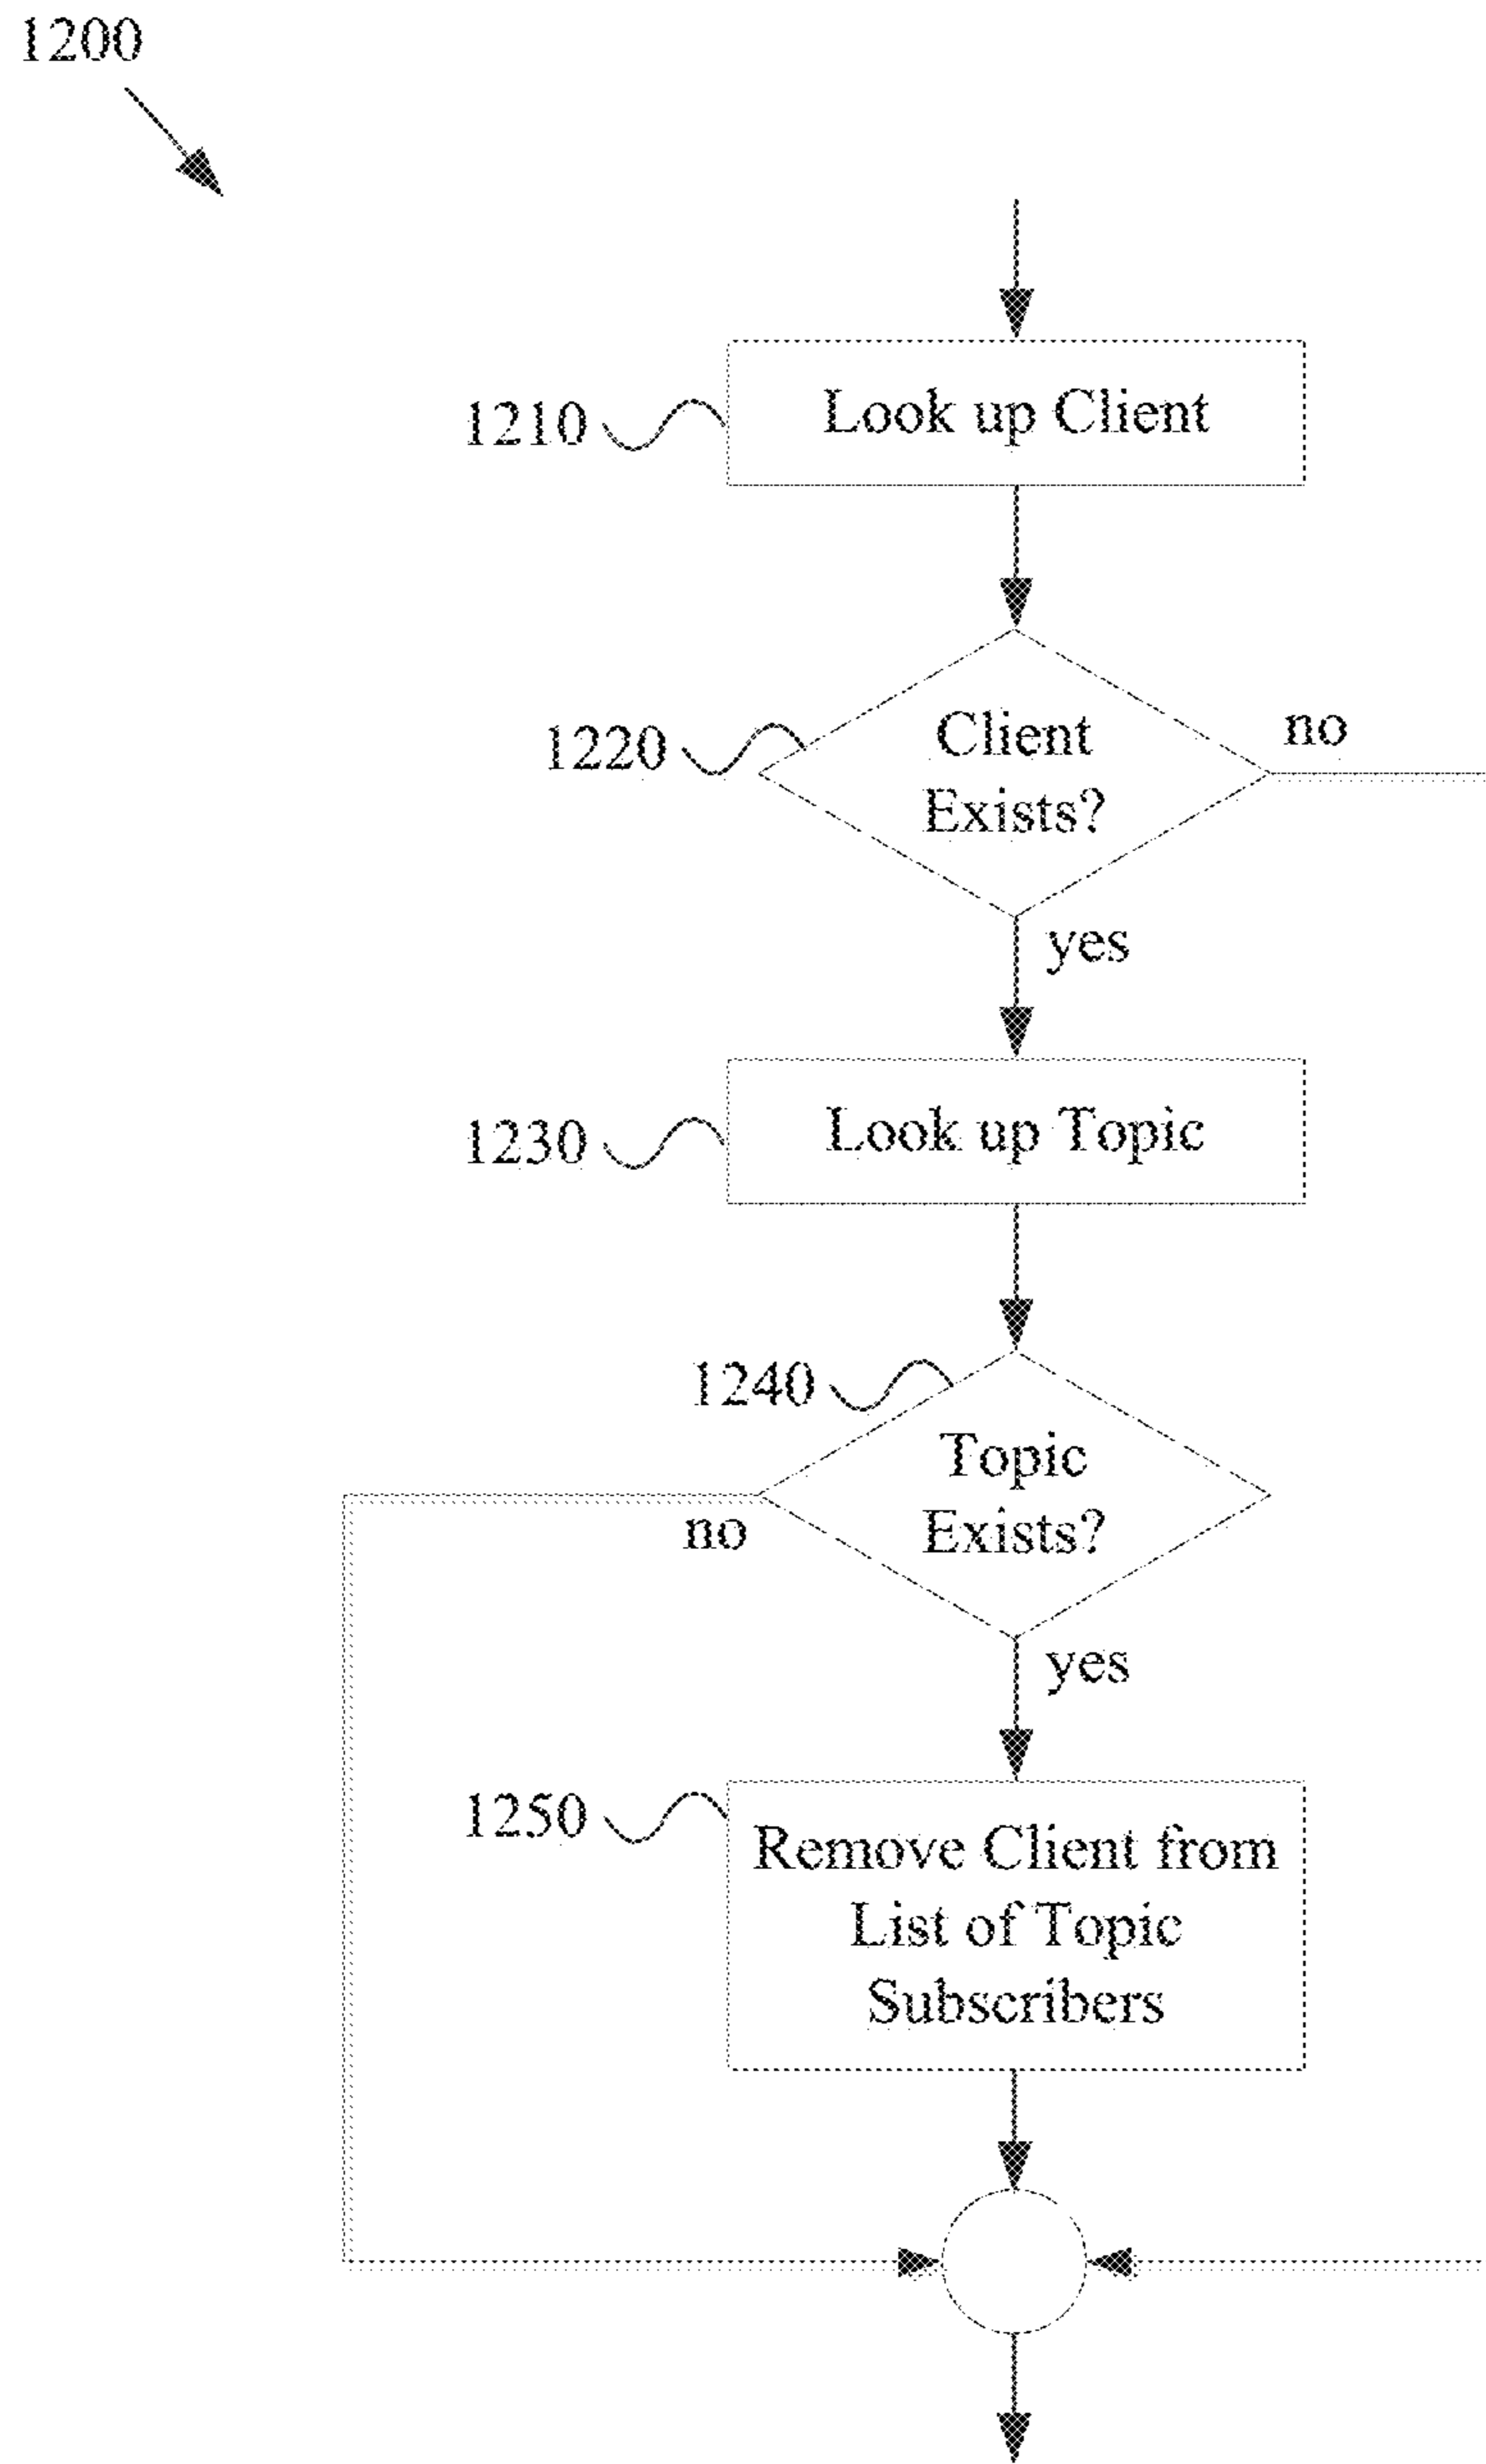 1200
1210
Look up Client
1220
Client
Exists?
no
yes
1230
Look up Topic
1240
Topic
Exists?
no
yes
1250
Remove Client from
List of Topic
Subscribers